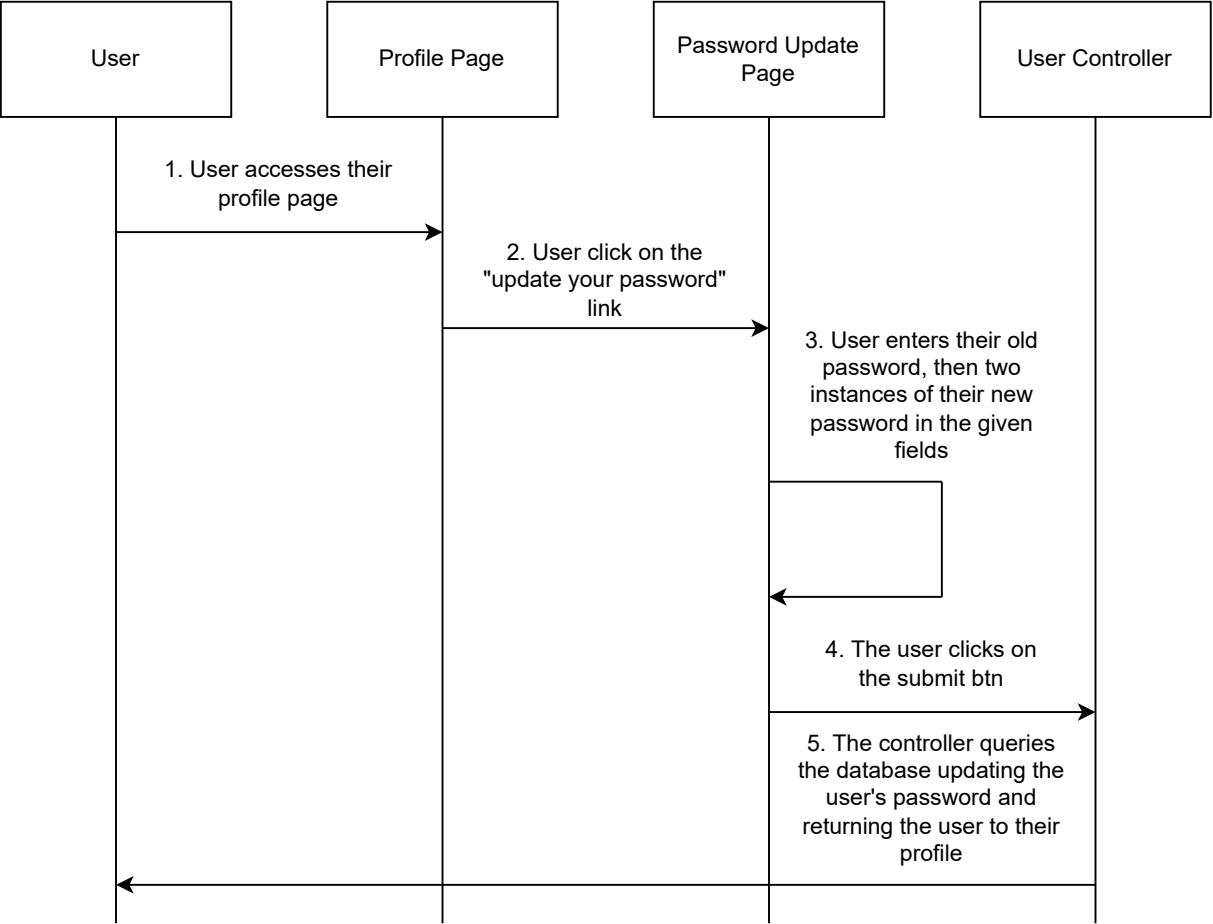 User
Profile Page
Password Update
Page
User Controller
1. User accesses their
profile page
2. User click on the
"update your password"
link
3. User enters their old
password, then two
instances of their new
password in the given
fields
4. The user clicks on
the submit btn
5. The controller queries
the database updating the
user's password and
returning the user to their
profile